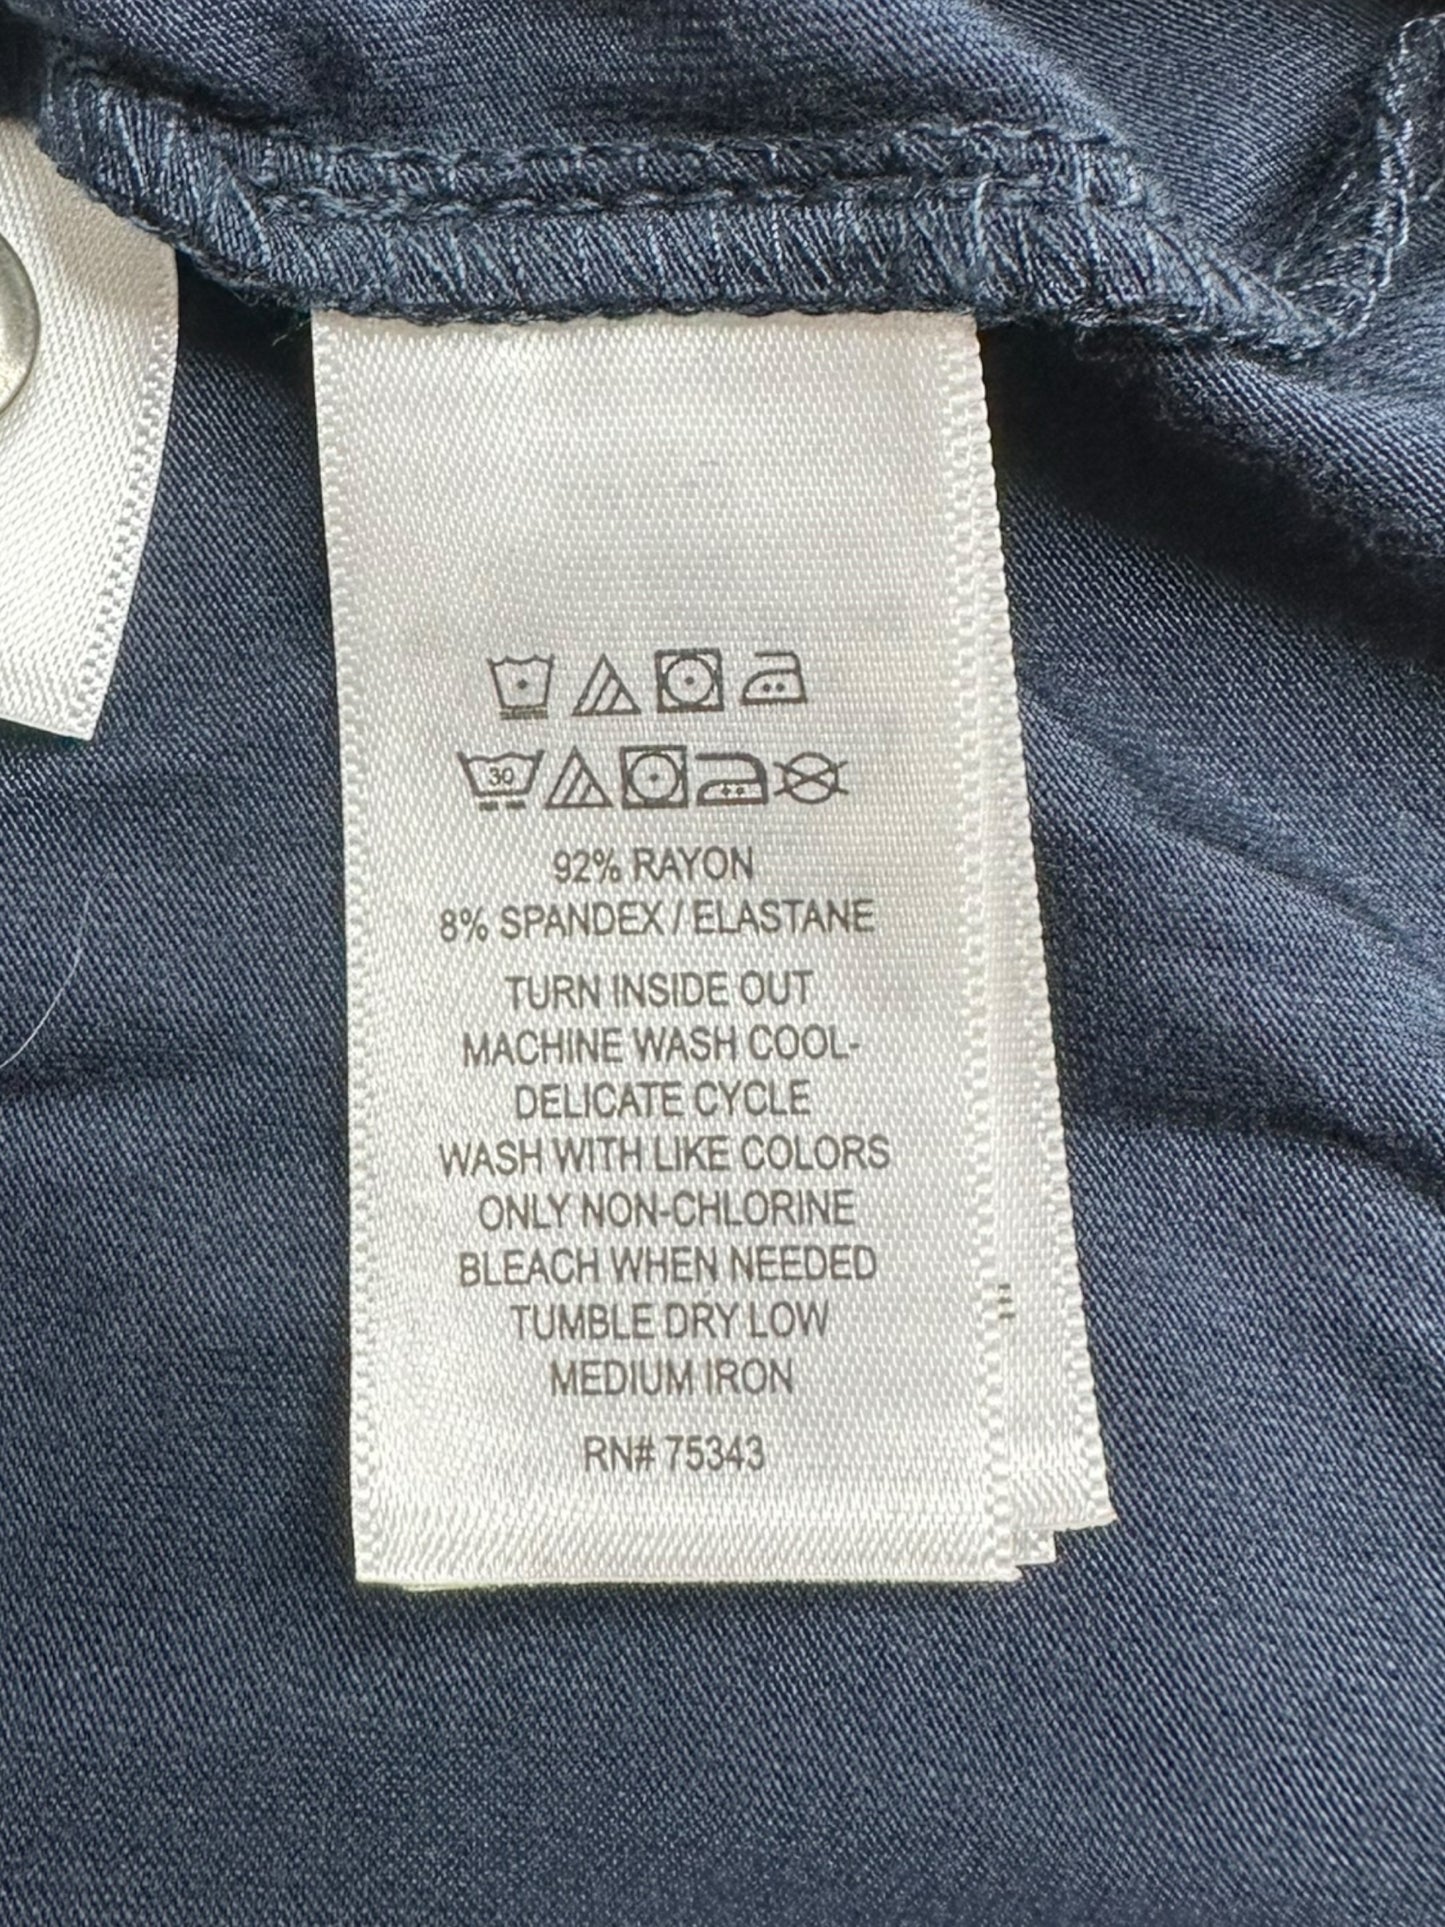 30
92% RAYON
8% SPANDEX / ELASTANE
TURN INSIDE OUT
MACHINE WASH COOL-
DELICATE CYCLE
WASH WITH LIKE COLORS
ONLY NON-CHLORINE
BLEACH WHEN NEEDED
TUMBLE DRY LOW
MEDIUM IRON
RN# 75343